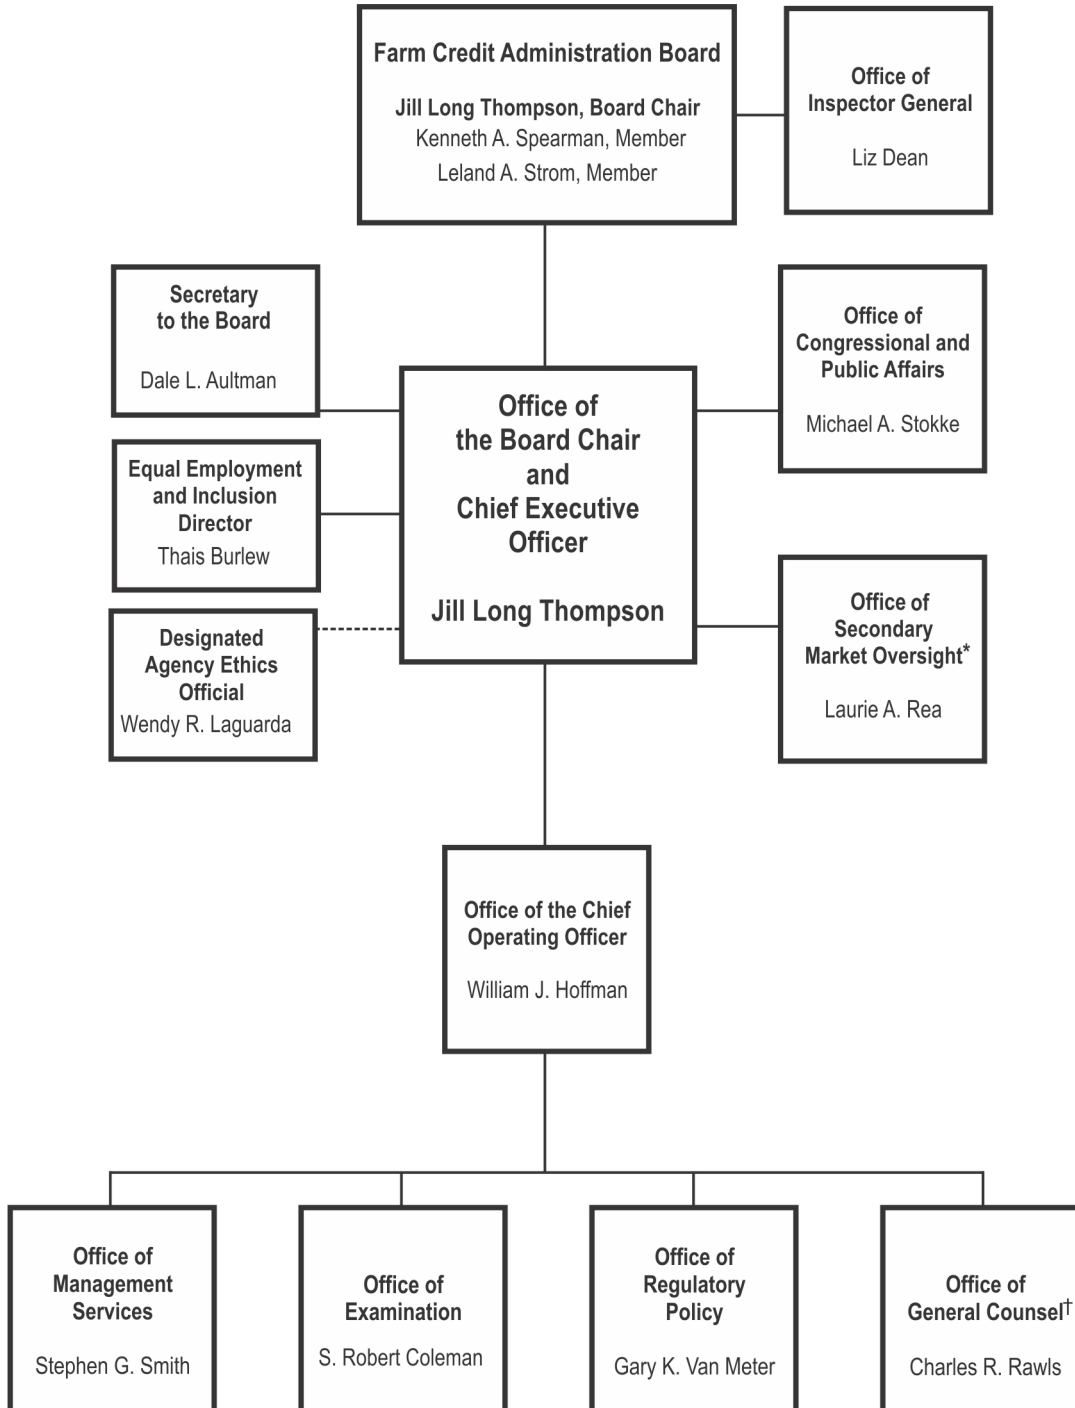 Farm Credit Administration Board
Jill Long Thompson, Board Chair
Kenneth A. Spearman, Member
Leland A. Strom, Member
Office of
Inspector General
Liz Dean
Secretary
to the Board
Dale L. Aultman
Office of
Congressional and
Public Affairs
Michael A. Stokke
Equal Employment
and Inclusion
Director
Thais Burlew
Office of
the Board Chair
and
Chief Executive
Officer
Jill Long Thompson
Designated
Agency Ethics
Official
Wendy R. Laguarda
Office of
Secondary
Market Oversight*
Laurie A. Rea
Office of the Chief
Operating Officer
William J. Hoffman
Office of
Management
Services
Stephen G. Smith
Office of
Examination
S. Robert Coleman
Office of
Regulatory
Policy
Gary K. Van Meter
Office of
General Counsel†
Charles R. Rawls